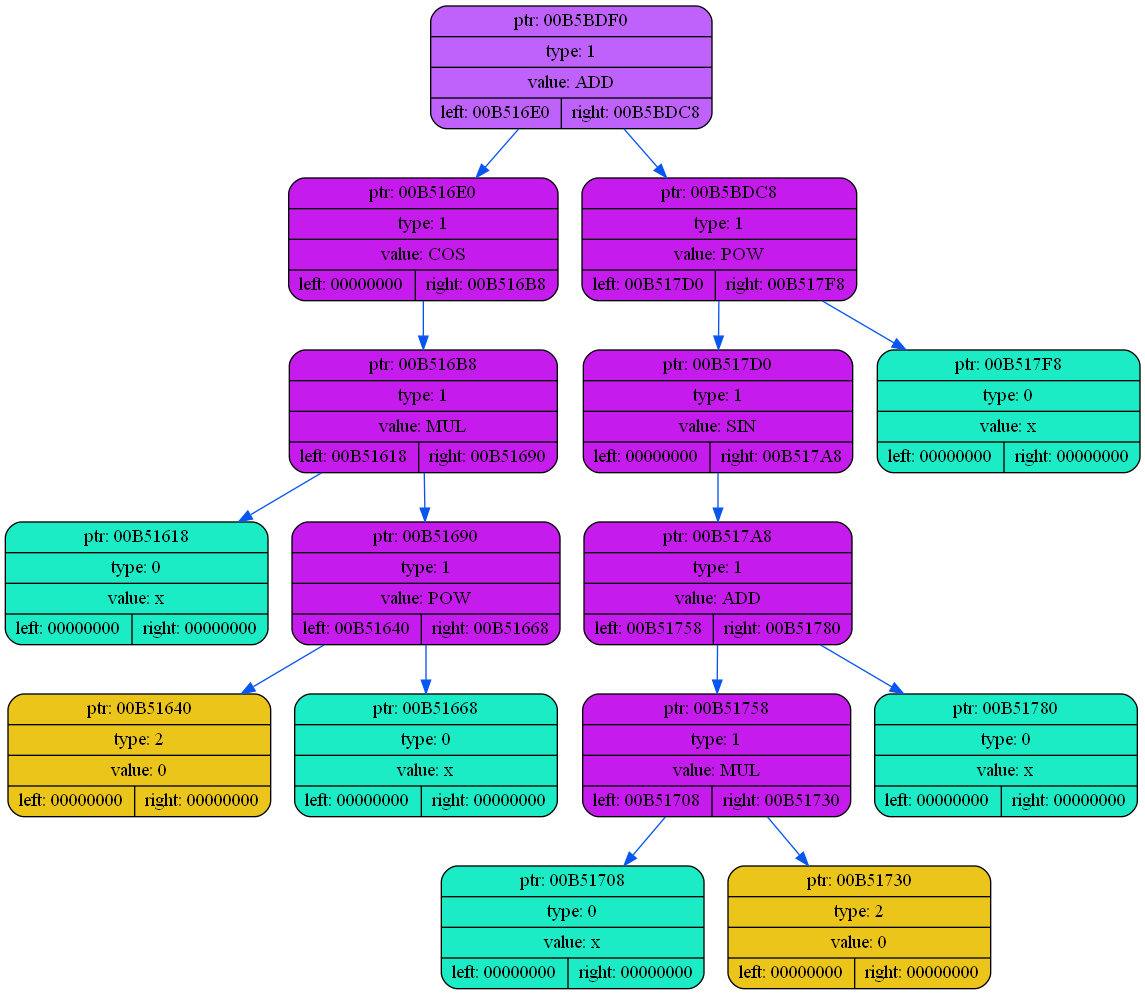 ptr: 00B5BDF0
type: 1
value: ADD
left: 00B516E0 right: 00B5BDC8
ptr: 00B516E0
type: 1
value: COS
left: 00000000 right: 00B516B8
ptr: 00B5BDC8
type: 1
value: POW
left: 00B517D0 right: 00B517F8
ptr: 00B516B8
type: 1
value: MUL
left: 00B51618 right: 00B51690
ptr: 00B517D0
type: 1
value: SIN
left: 00000000 right: 00B517A8
ptr: 00B517F8
type: 0
value: x
left: 00000000 right: 00000000
ptr: 00B51618
type: 0
value: x
left: 00000000 right: 00000000
ptr: 00B51690
type: 1
value: POW
left: 00B51640 right: 00B51668
ptr: 00B517A8
type: 1
value: ADD
left: 00B51758 right: 00B51780
ptr: 00B51640
type: 2
value: 0
left: 00000000 right: 00000000
ptr: 00B51668
type: 0
value: x
left: 00000000 right: 00000000
ptr: 00B51758
type: 1
value: MUL
left: 00B51708 right: 00B51730
ptr: 00B51780
type: 0
value: x
left: 00000000 right: 00000000
ptr: 00B51708
type: 0
value: x
left: 00000000 right: 00000000
ptr: 00B51730
type: 2
value: 0
left: 00000000 right: 00000000